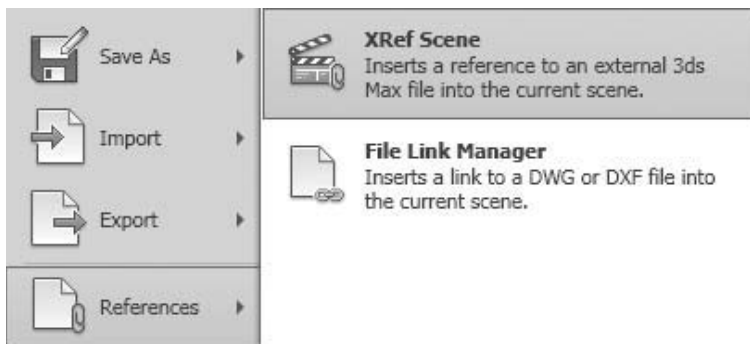 Save As
Import
Export
References
XRef Scene
Inserts a reference to an external 3ds
Max file into the current scene.
File Link Manager
Inserts a link to a DWG or DXF file into
the current scene.